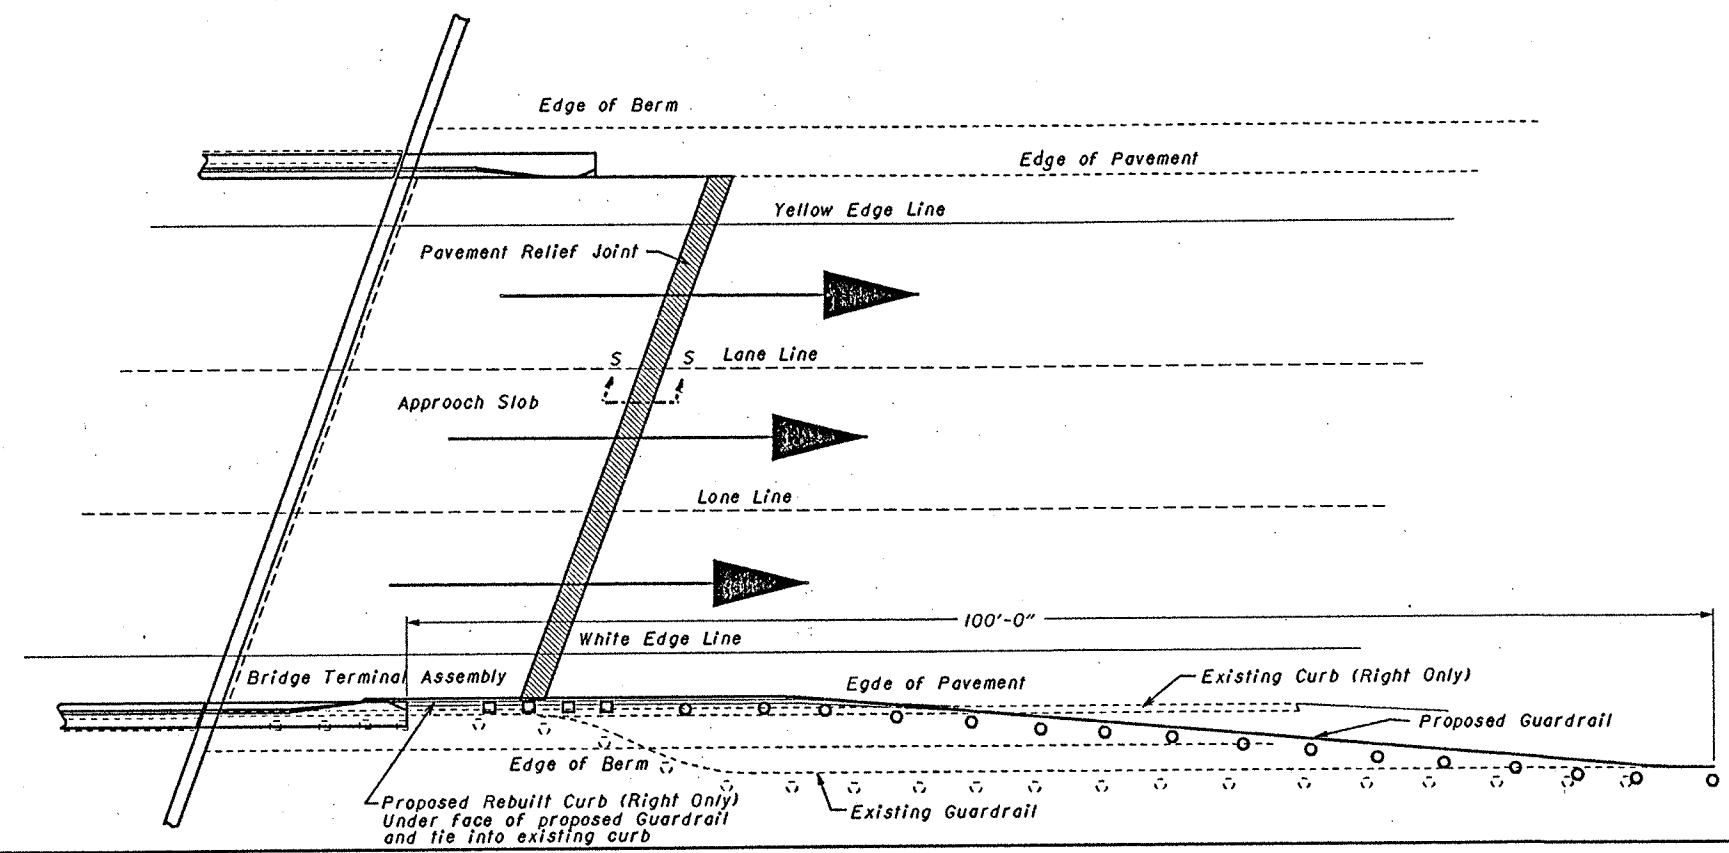 Edge of Berm
Edge of Pavement
Yellow Edge Line
Pavement Relief Joint
S S Lane Line
Approoch Slob
Lone Line
100'-0"
White Edge Line
Bridge Terminal Assembly
Egde of Pavement
Existing Curb (Right Only)
Proposed Guardrail
Edge of Berm
Proposed Rebuilt Curb (Right Only)
Under face of proposed Guardrail
and tie into existing curb
Existing Guardrail